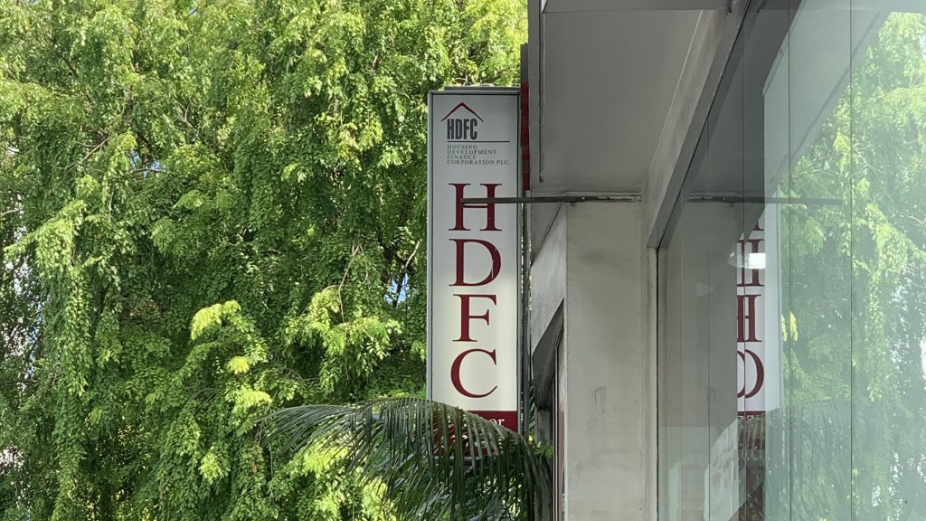 HDFC
HOUSING
DEVELOPMENT
FINANCE
CORPORATION PLC
H
D
F
C